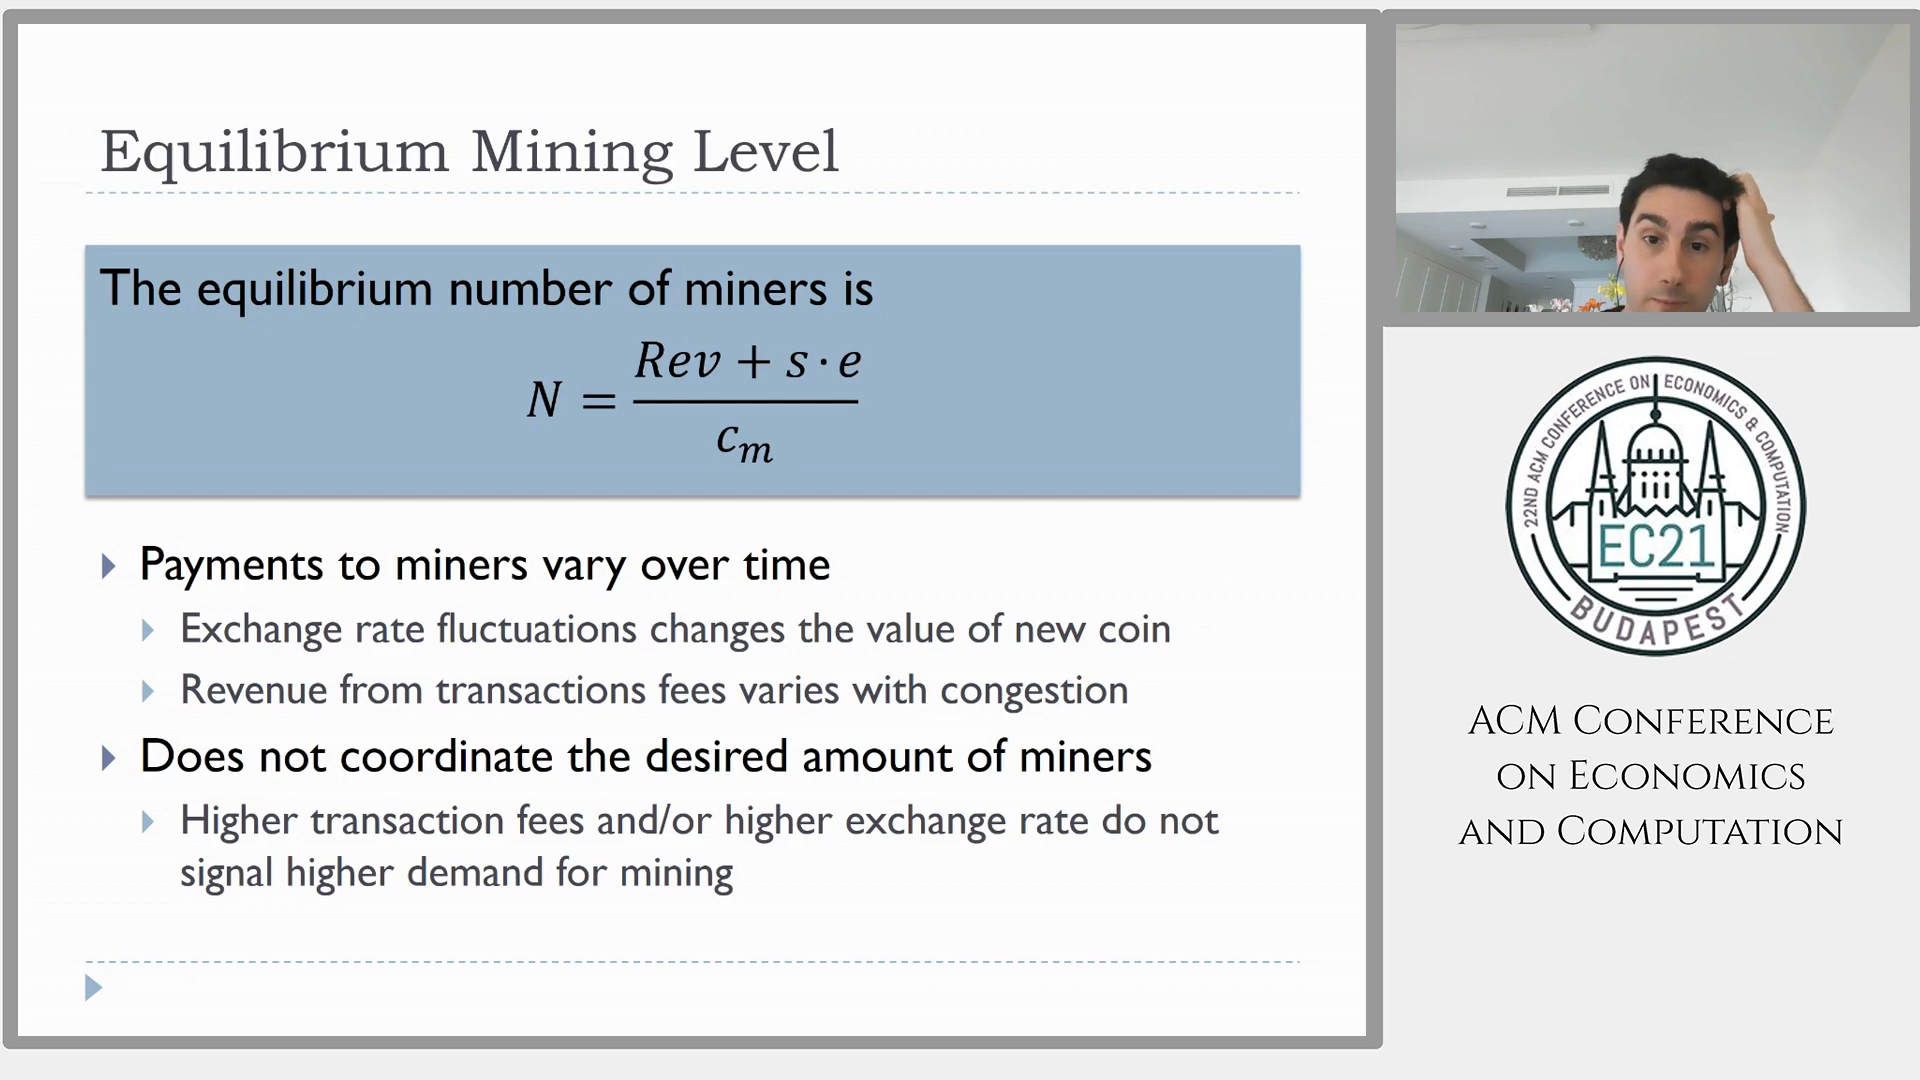 Equilibrium Mining Level
The equilibrium number of miners is
N = \frac{Rev + s \cdot e}{c_m}
Payments to miners vary over time
Exchange rate fluctuations changes the value of new coin
Revenue from transactions fees varies with congestion
Does not coordinate the desired amount of miners
Higher transaction fees and/or higher exchange rate do not
signal higher demand for mining
22ND ACM CONFERENCE ON ECONOMICS & COMPUTATION
EC21
BUDAPEST
ACM Conference
on Economics
and Computation